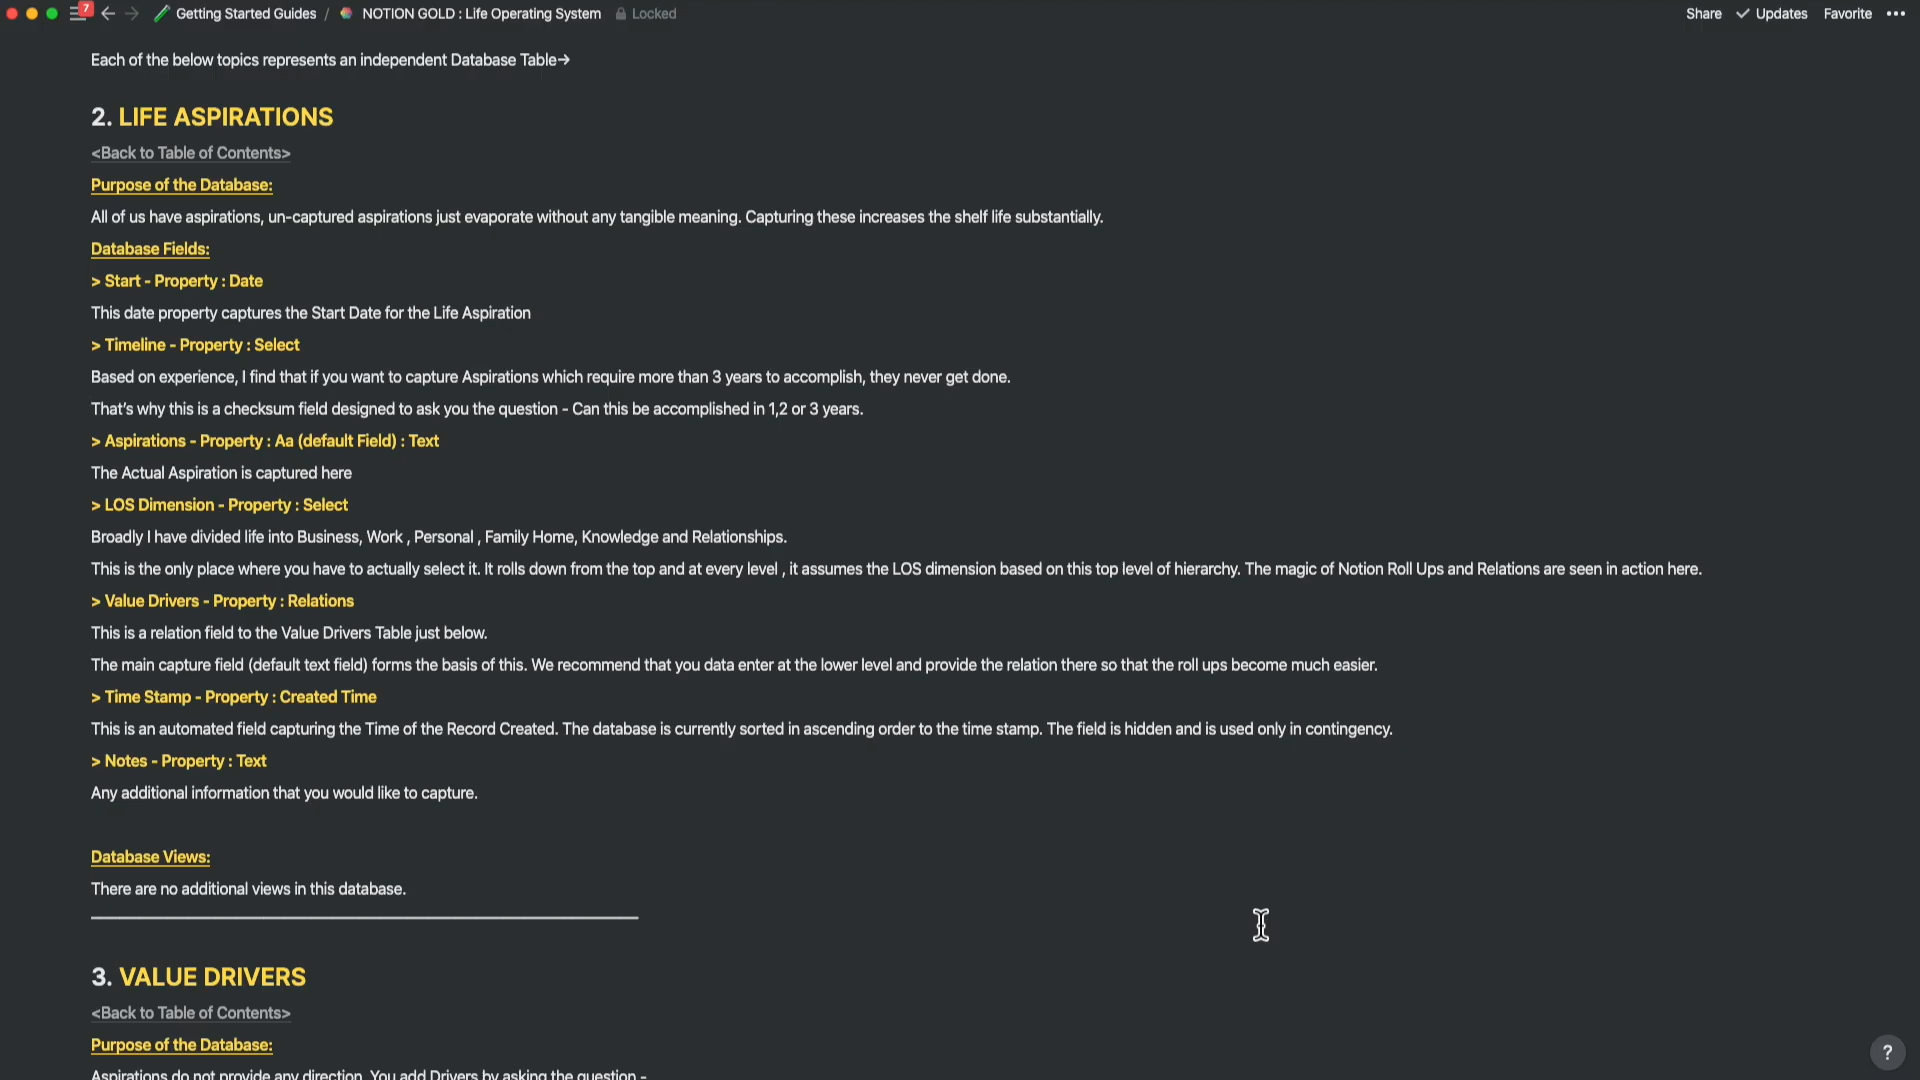 7 Getting Started Guides / NOTION GOLD : Life Operating System Locked Share Updates Favorite •••
Each of the below topics represents an independent Database Table→
2. LIFE ASPIRATIONS
<Back to Table of Contents>
Purpose of the Database:
All of us have aspirations, un-captured aspirations just evaporate without any tangible meaning. Capturing these increases the shelf life substantially.
Database Fields:
> Start - Property : Date
This date property captures the Start Date for the Life Aspiration
> Timeline - Property : Select
Based on experience, I find that if you want to capture Aspirations which require more than 3 years to accomplish, they never get done.
That's why this is a checksum field designed to ask you the question - Can this be accomplished in 1,2 or 3 years.
> Aspirations - Property : Aa (default Field) : Text
The Actual Aspiration is captured here
> LOS Dimension - Property : Select
Broadly I have divided life into Business, Work , Personal , Family Home, Knowledge and Relationships.
This is the only place where you have to actually select it. It rolls down from the top and at every level , it assumes the LOS dimension based on this top level of hierarchy. The magic of Notion Roll Ups and Relations are seen in action here.
> Value Drivers - Property : Relations
This is a relation field to the Value Drivers Table just below.
The main capture field (default text field) forms the basis of this. We recommend that you data enter at the lower level and provide the relation there so that the roll ups become much easier.
> Time Stamp - Property : Created Time
This is an automated field capturing the Time of the Record Created. The database is currently sorted in ascending order to the time stamp. The field is hidden and is used only in contingency.
> Notes - Property : Text
Any additional information that you would like to capture.
Database Views:
There are no additional views in this database.
3. VALUE DRIVERS
<Back to Table of Contents>
Purpose of the Database:
Aspirations do not provide any direction. You add Drivers by asking the question -
?